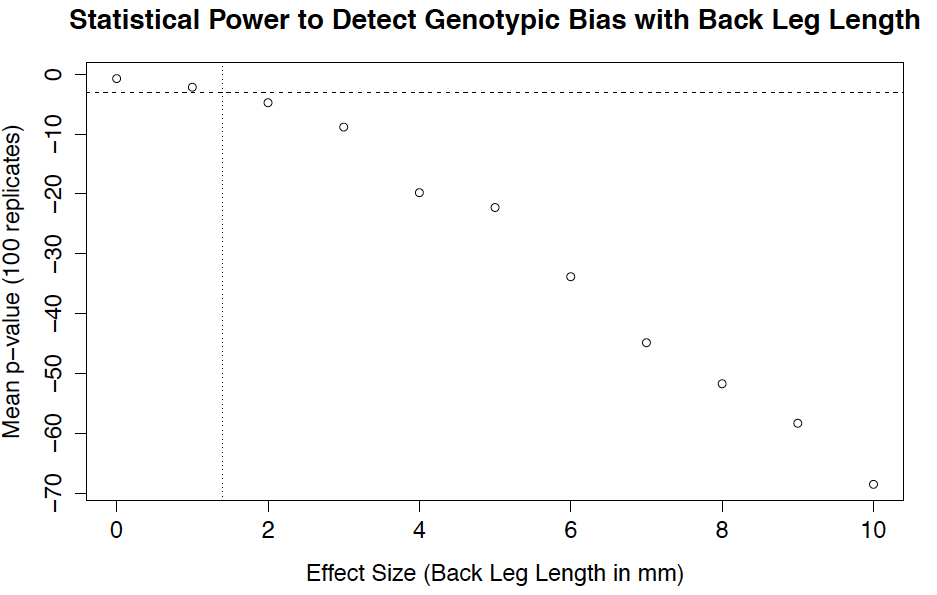 Statistical Power to Detect Genotypic Bias with Back Leg Length
Mean p−value (100 replicates)
0
−10
−20
−30
−40
−50
−60
−70
0 2 4 6 8 10
Effect Size (Back Leg Length in mm)